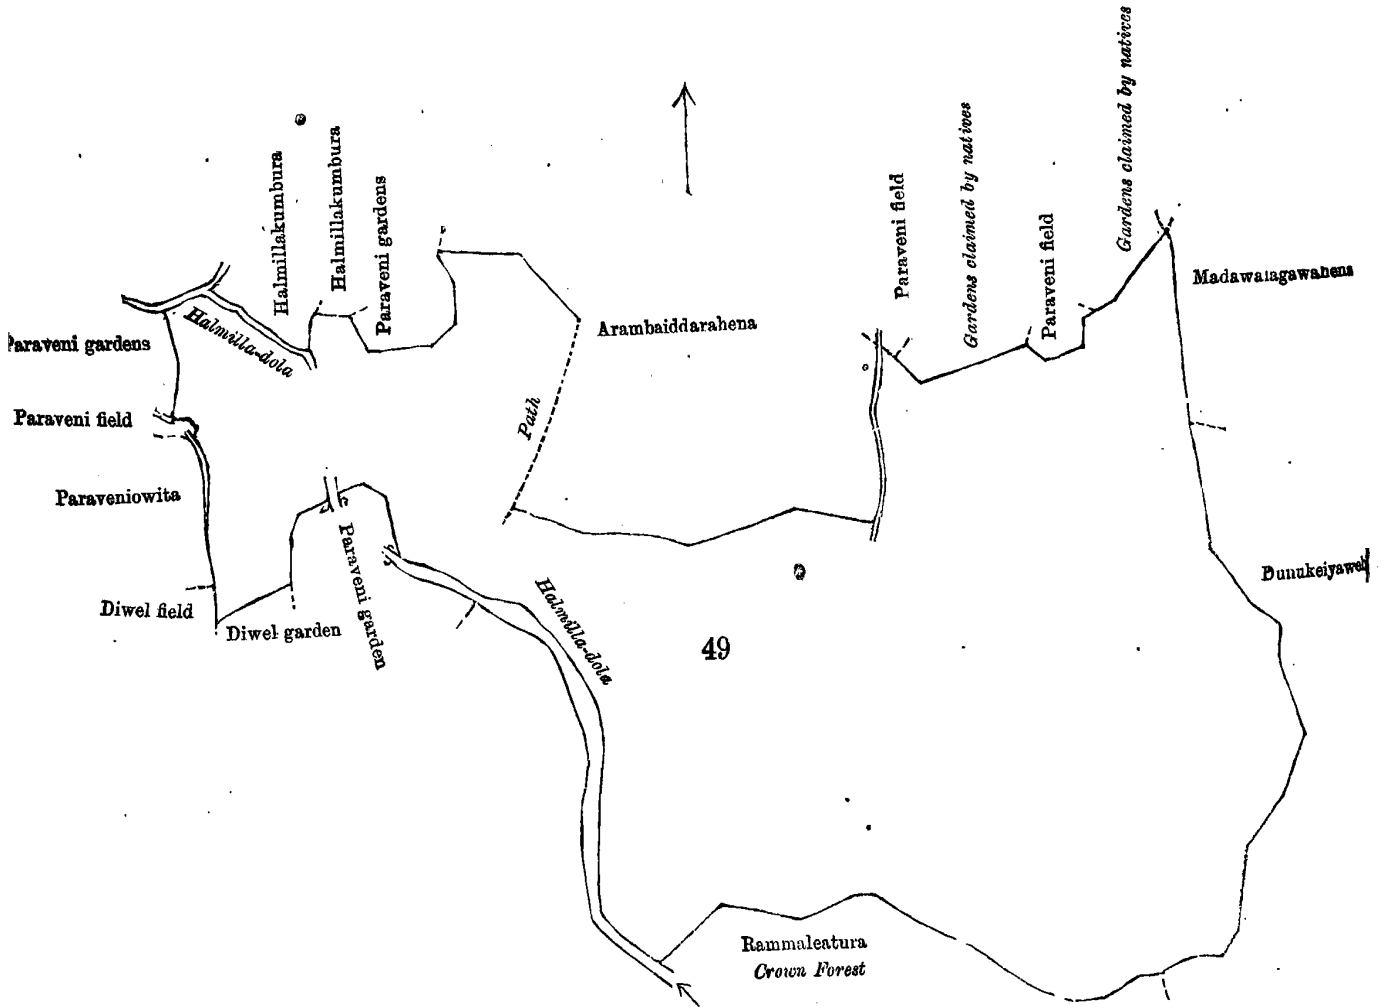 Gardens claimed by natives
Gardens claimed by natives
Halmillakumbura
Halmillakumbura
Paraveni gardens
Paraveni field
Paraveni field
Madawalagawahena
Halmilla-dola
Arambaiddarahena
Paraveni gardens
Path
Paraveni field
Paraveniowita
Paraveni garden
Dunukeiyaweh
Halmilla-dola
Diwel field
Diwel garden
49
Rammaleatura
Crown Forest